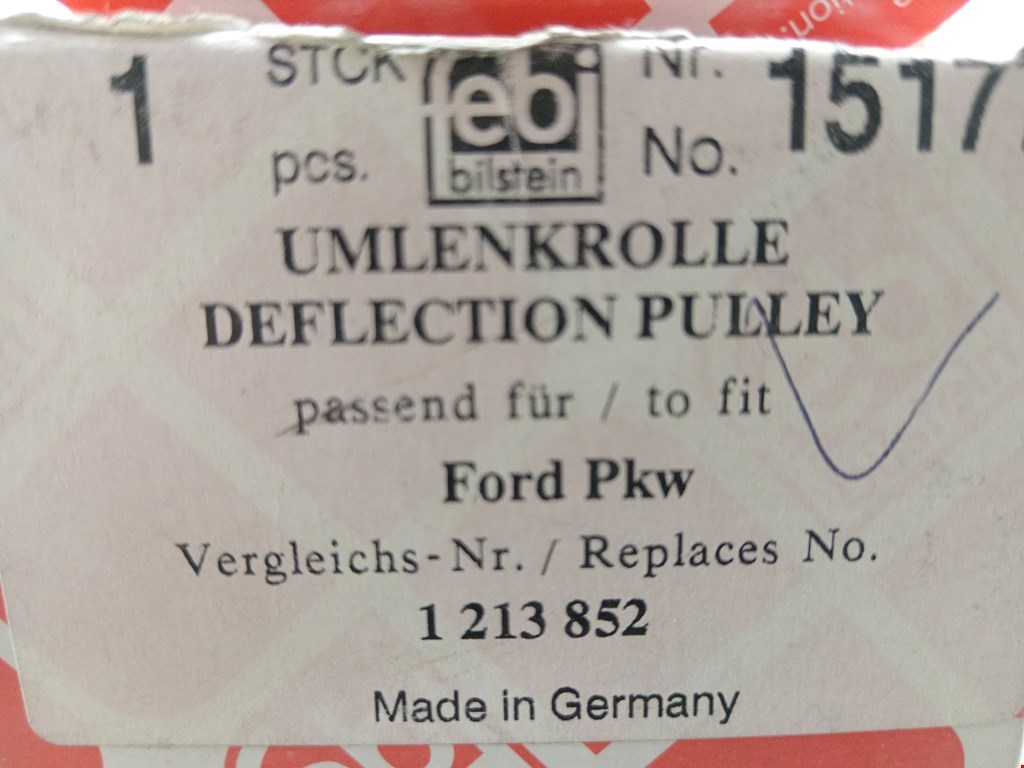 1 STCK febi Nr. 1517
pcs. bilstein No.
UMLENKROLLE
DEFLECTION PULLEY
passend für / to fit
Ford Pkw
Vergleichs-Nr. / Replaces No.
1 213 852
Made in Germany